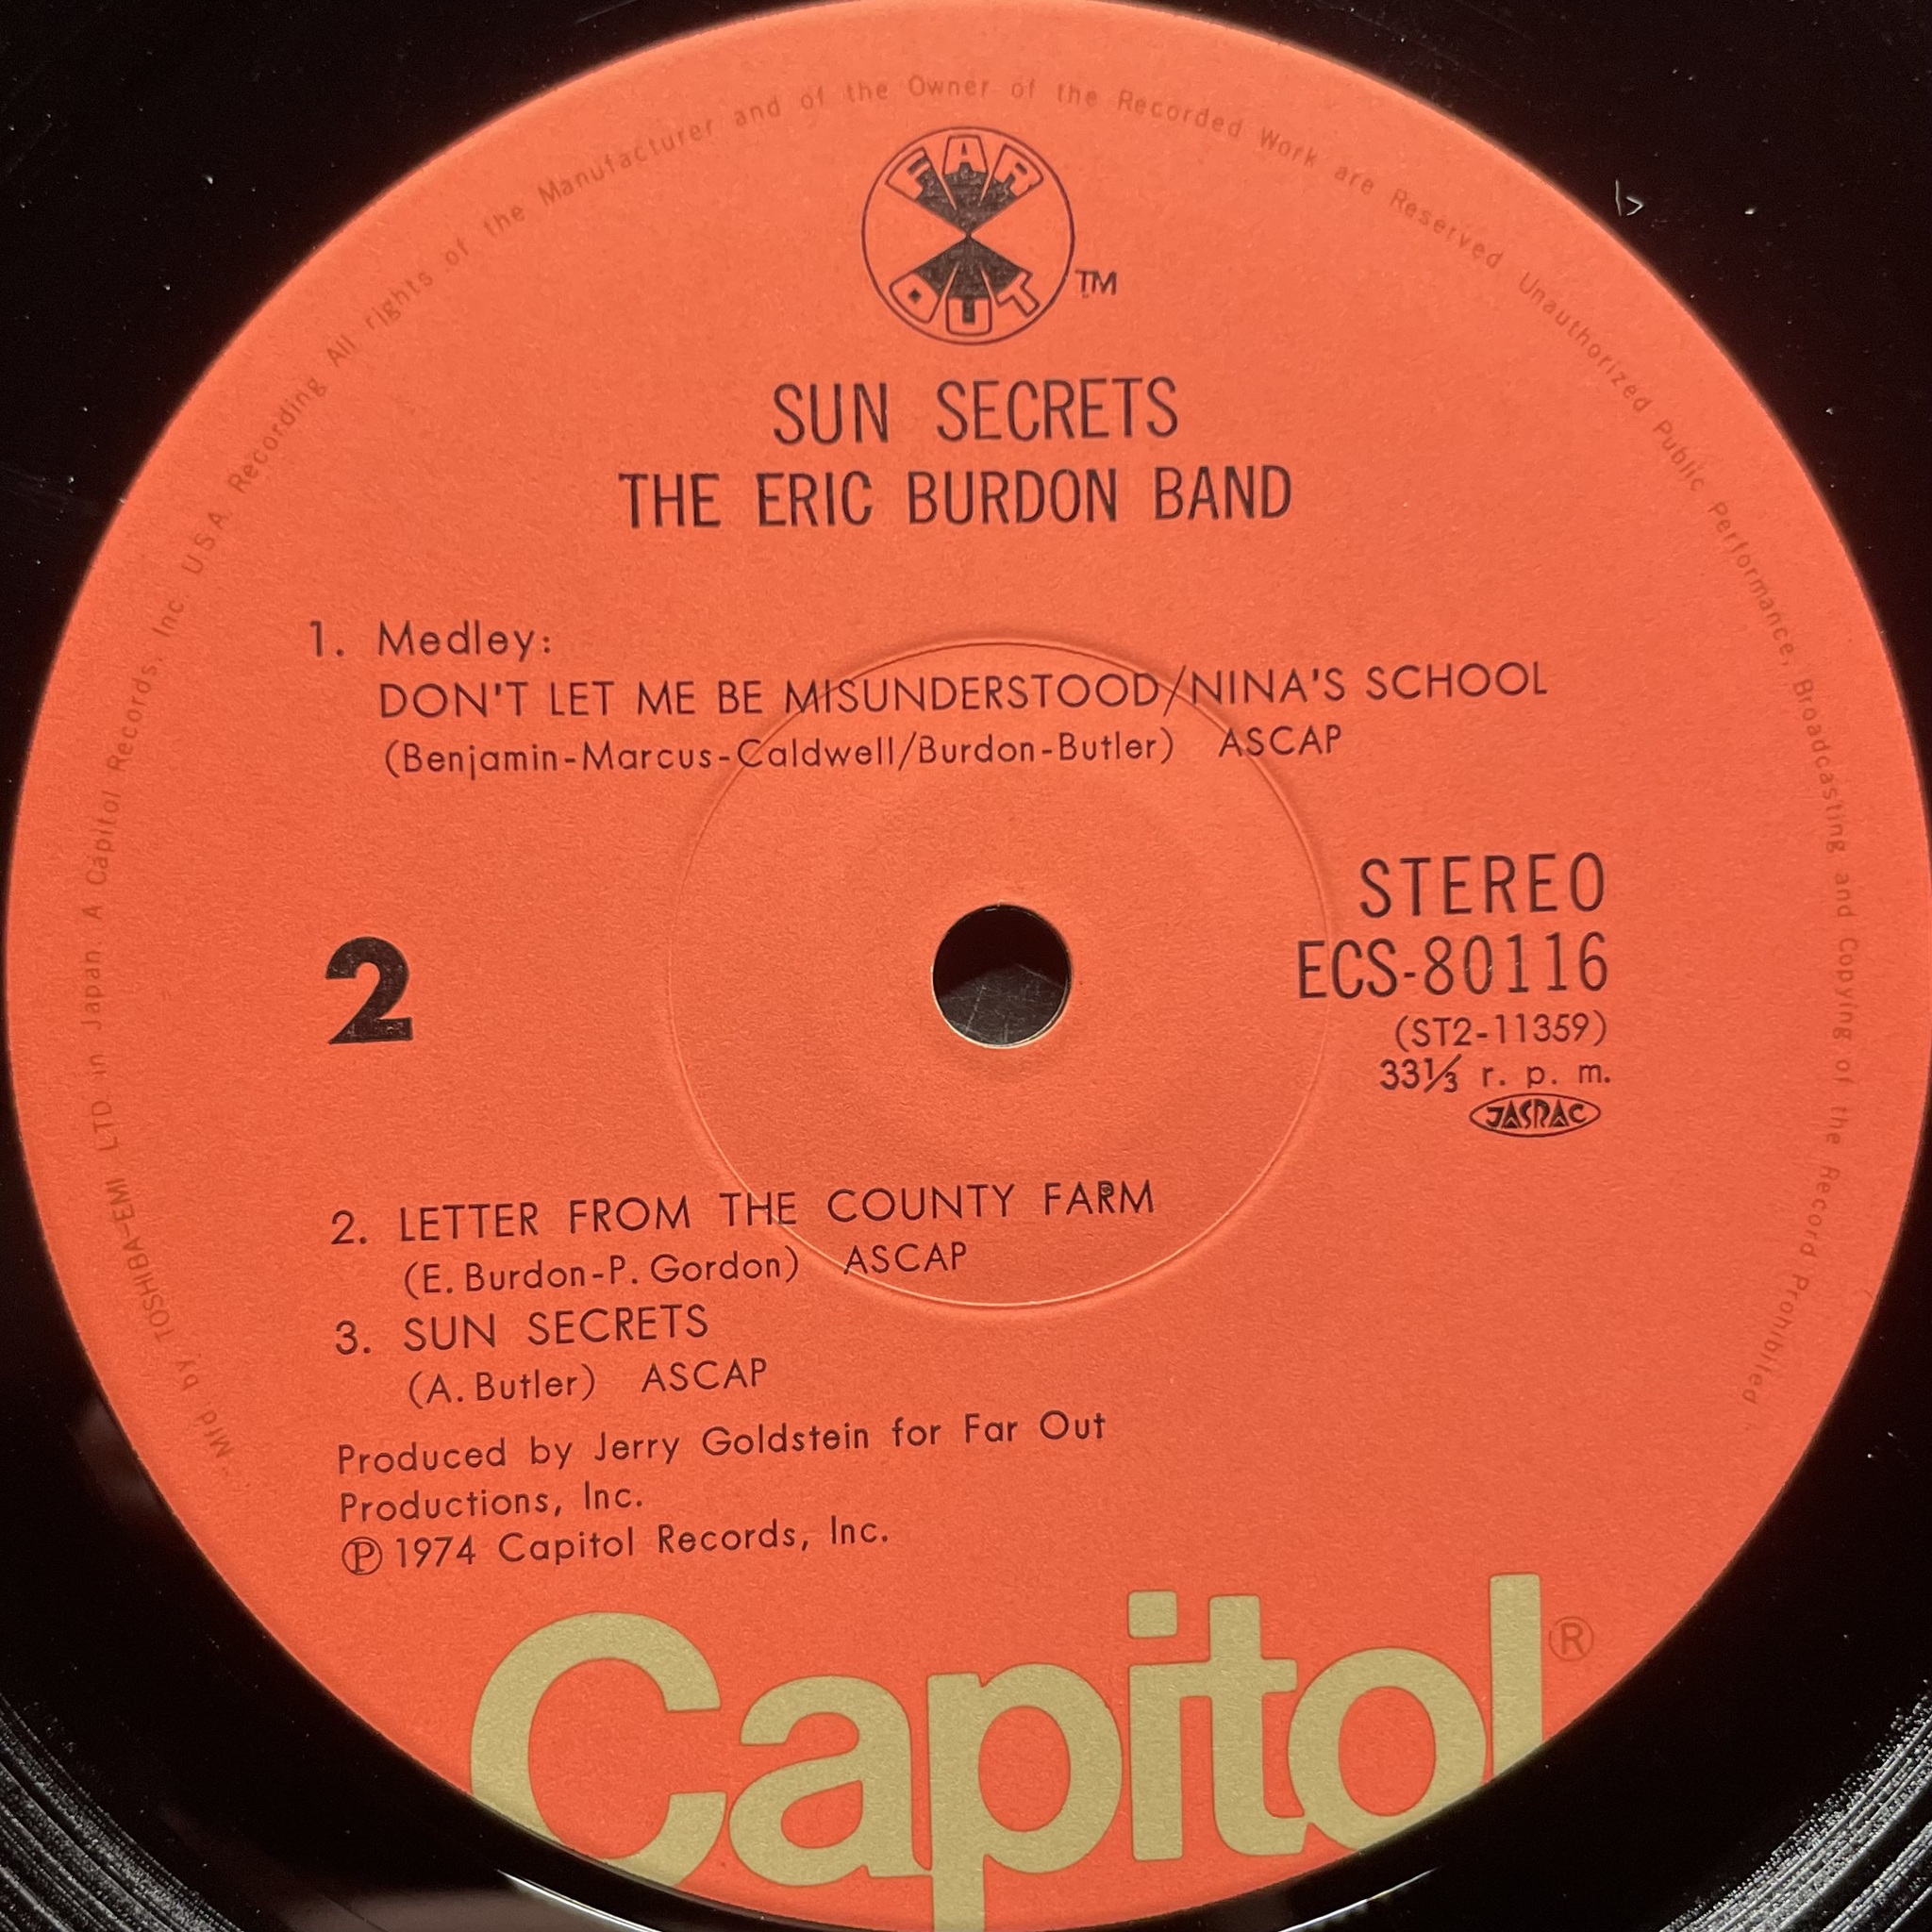 Mfd by TOSHIBA-EMI LTD in Japan. A Capitol Records, Inc. U.S.A. Recording All rights of the Manufacturer and of the Owner of the Recorded Work are Reserved Unauthorized Public Performance, Broadcasting and Copying of the Record Prohibited
FAR
OUT
TM
SUN SECRETS
THE ERIC BURDON BAND
1. Medley:
DON'T LET ME BE MISUNDERSTOOD/NINA'S SCHOOL
(Benjamin-Marcus-Caldwell/Burdon-Butler) ASCAP
2
STEREO
ECS-80116
(ST2-11359)
33⅓ r. p. m.
JASRAC
2. LETTER FROM THE COUNTY FARM
(E. Burdon-P. Gordon) ASCAP
3. SUN SECRETS
(A. Butler) ASCAP
Produced by Jerry Goldstein for Far Out
Productions, Inc.
Ⓟ 1974 Capitol Records, Inc.
Capitol®